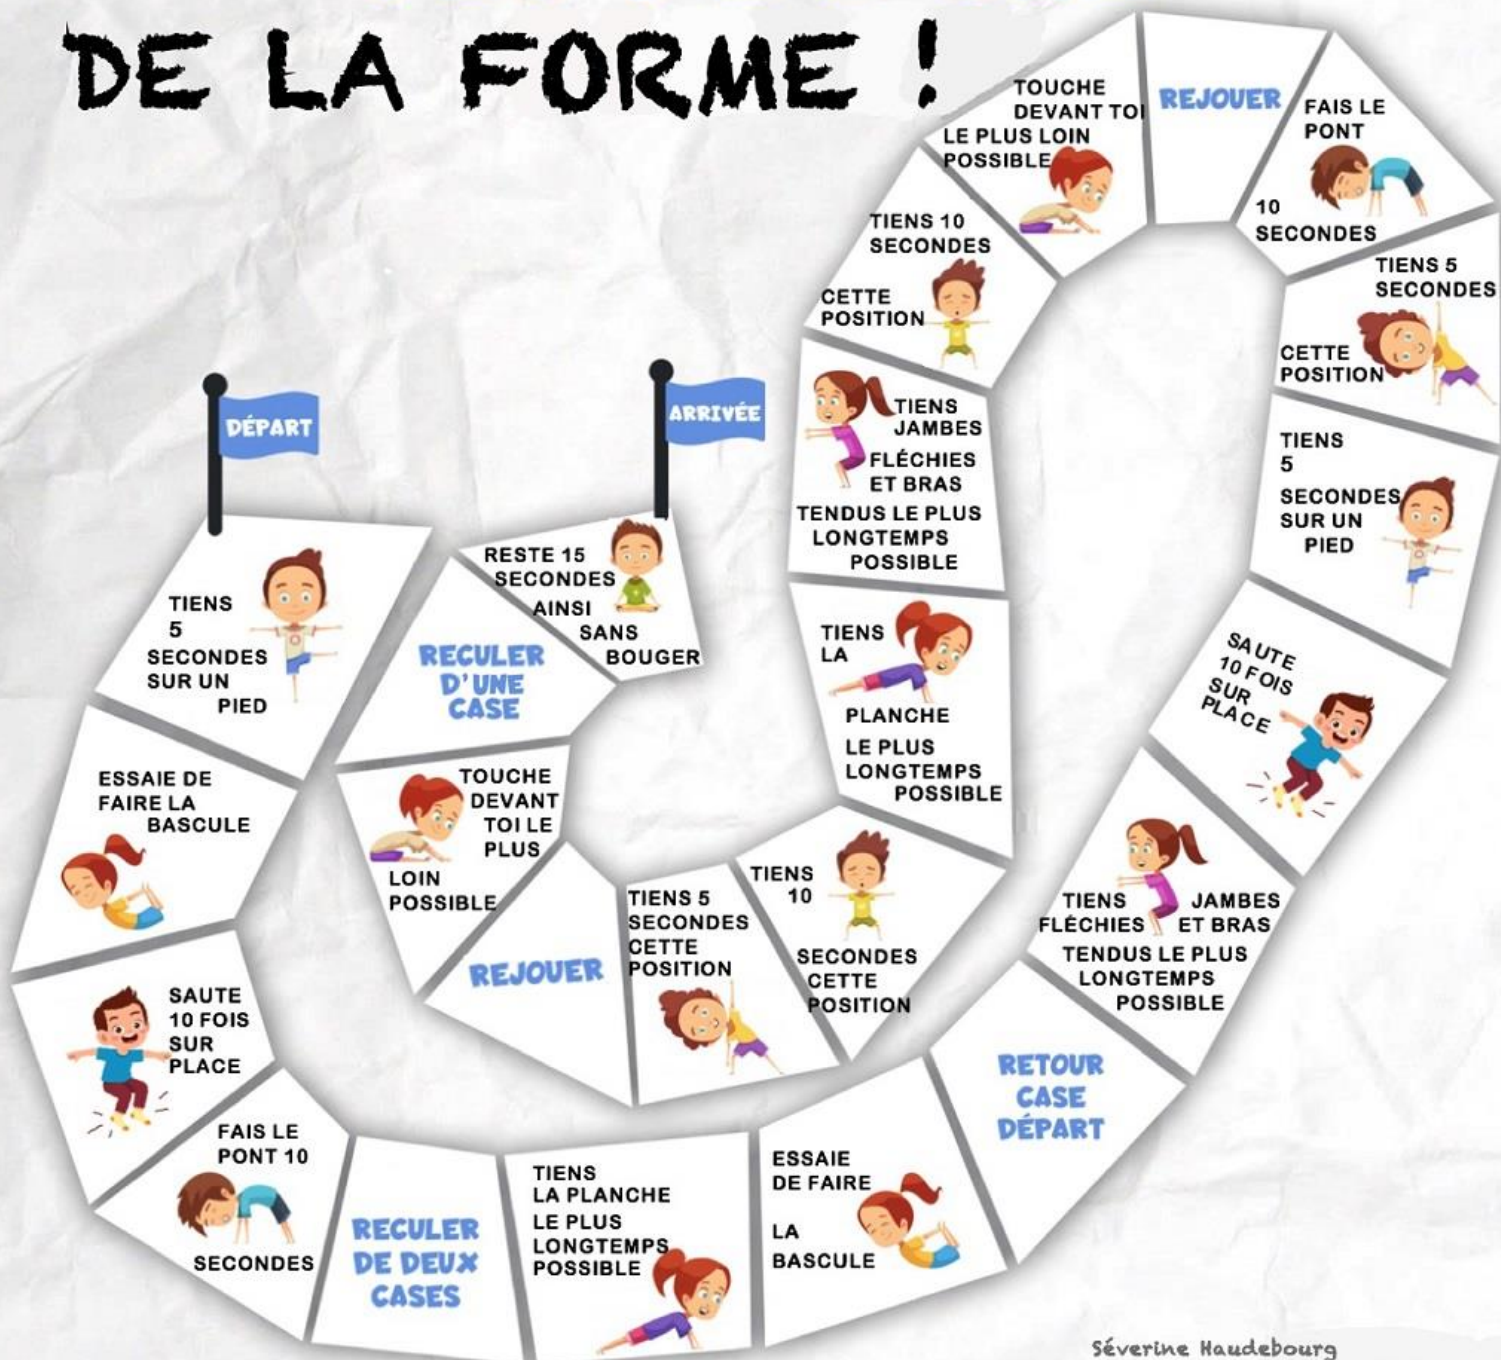 DE LA FORME !
DÉPART
TIENS
5
SECONDES
SUR UN
PIED
ESSAIE DE
FAIRE LA
BASCULE
SAUTE
10 FOIS
SUR
PLACE
FAIS LE
PONT 10
SECONDES
RECULER
DE DEUX
CASES
TIENS
LA PLANCHE
LE PLUS
LONGTEMPS
POSSIBLE
ESSAIE
DE FAIRE
LA
BASCULE
RETOUR
CASE
DÉPART
TIENS JAMBES
FLÉCHIES ET BRAS
TENDUS LE PLUS
LONGTEMPS
POSSIBLE
SAUTE
10 FOIS
SUR
PLACE
TIENS
5
SECONDES
SUR UN
PIED
TIENS 5
SECONDES
CETTE
POSITION
FAIS LE
PONT
10
SECONDES
REJOUER
TOUCHE
DEVANT TOI
LE PLUS LOIN
POSSIBLE
TIENS 10
SECONDES
CETTE
POSITION
TIENS
JAMBES
FLÉCHIES
ET BRAS
TENDUS LE PLUS
LONGTEMPS
POSSIBLE
TIENS
LA
PLANCHE
LE PLUS
LONGTEMPS
POSSIBLE
TIENS
10
SECONDES
CETTE
POSITION
TIENS 5
SECONDES
CETTE
POSITION
REJOUER
TOUCHE
DEVANT
TOI LE
PLUS
LOIN
POSSIBLE
RECULER
D'UNE
CASE
RESTE 15
SECONDES
AINSI
SANS
BOUGER
ARRIVÉE
Séverine Haudebourg